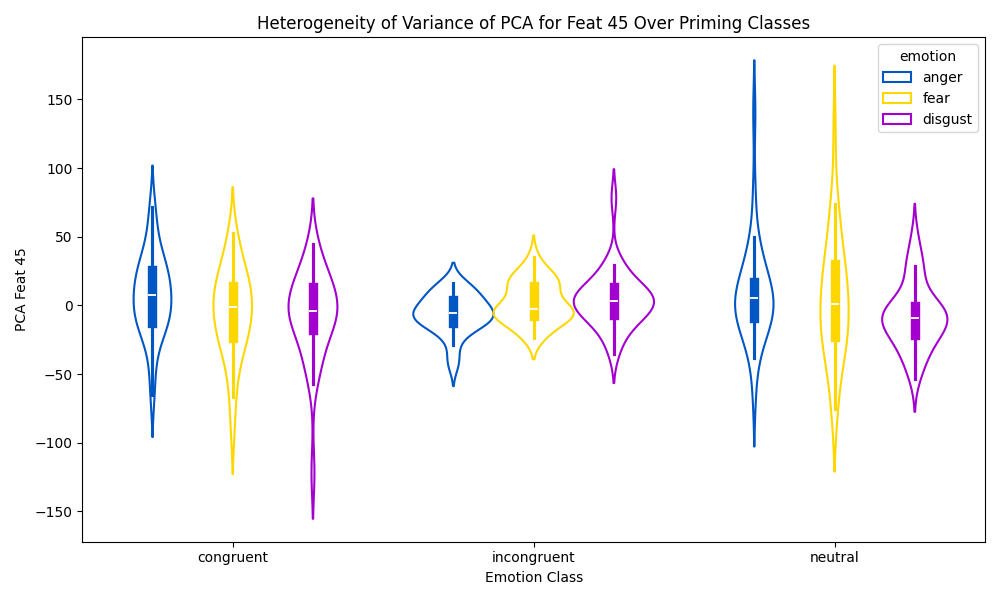 Heterogeneity of Variance of PCA for Feat 45 Over Priming Classes
emotion
anger
fear
disgust
PCA Feat 45
150
100
50
0
−50
−100
−150
congruent
incongruent
neutral
Emotion Class